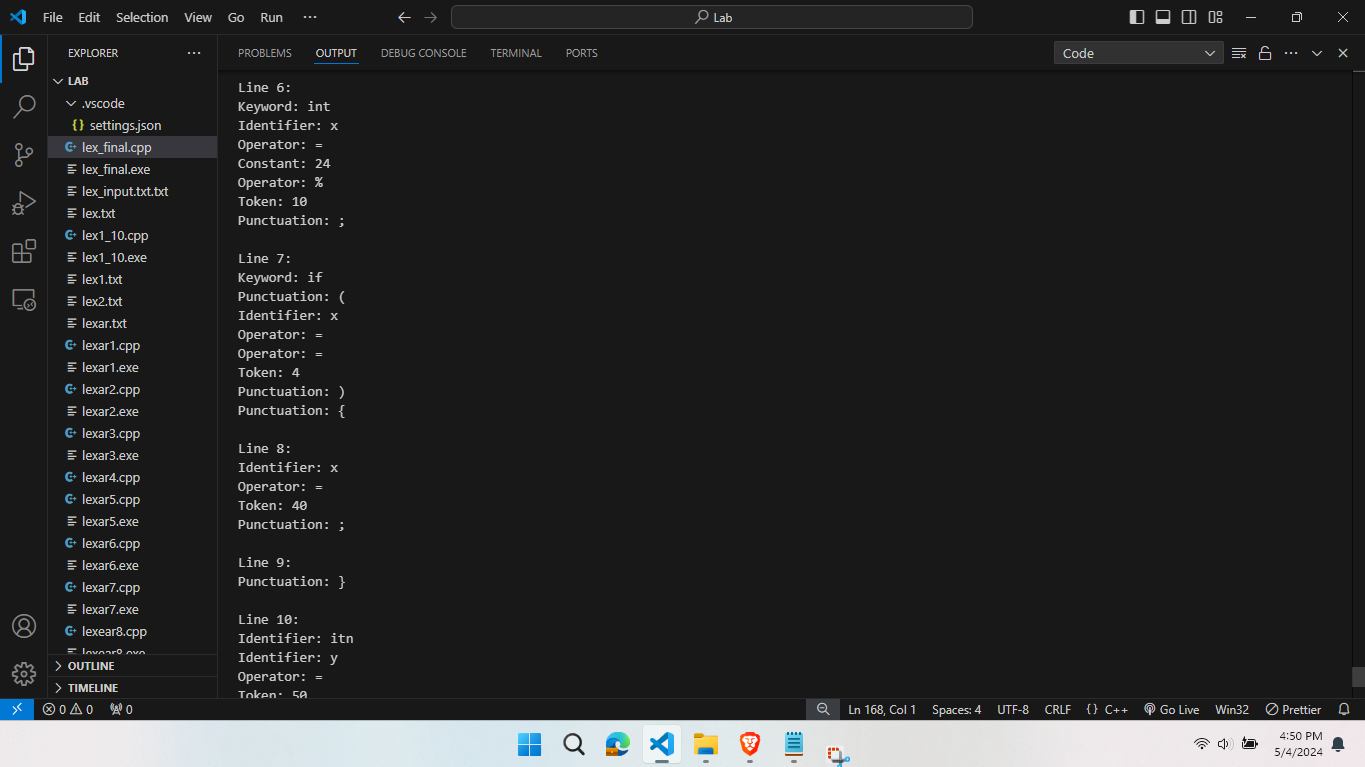 File Edit Selection View Go Run ··· Lab
EXPLORER ···
LAB
.vscode
{} settings.json
lex_final.cpp
lex_final.exe
lex_input.txt.txt
lex.txt
lex1_10.cpp
lex1_10.exe
lex1.txt
lex2.txt
lexar.txt
lexar1.cpp
lexar1.exe
lexar2.cpp
lexar2.exe
lexar3.cpp
lexar3.exe
lexar4.cpp
lexar5.cpp
lexar5.exe
lexar6.cpp
lexar6.exe
lexar7.cpp
lexar7.exe
lexear8.cpp
lexear8.exe
OUTLINE
TIMELINE
PROBLEMS OUTPUT DEBUG CONSOLE TERMINAL PORTS Code ···
Line 6:
Keyword: int
Identifier: x
Operator: =
Constant: 24
Operator: %
Token: 10
Punctuation: ;
Line 7:
Keyword: if
Punctuation: (
Identifier: x
Operator: =
Operator: =
Token: 4
Punctuation: )
Punctuation: {
Line 8:
Identifier: x
Operator: =
Token: 40
Punctuation: ;
Line 9:
Punctuation: }
Line 10:
Identifier: itn
Identifier: y
Operator: =
Token: 50
0 0 0 Ln 168, Col 1 Spaces: 4 UTF-8 CRLF {} C++ Go Live Win32 Prettier
4:50 PM
5/4/2024